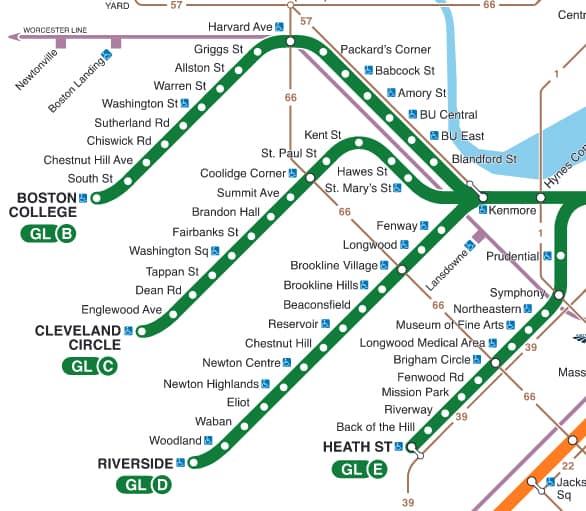 YARD
57
66
Centr
WORCESTER LINE
Harvard Ave
57
Newtonville
Boston Landing
Griggs St
Packard's Corner
Allston St
Babcock St
Warren St
Amory St
1
Washington St
66
BU Central
Sutherland Rd
BU East
Chiswick Rd
Kent St
Chestnut Hill Ave
St. Paul St
Blandford St
South St
Coolidge Corner
Hawes St
Hynes Con
BOSTON
COLLEGE
Summit Ave
St. Mary's St
GL B
Brandon Hall
66
Kenmore
Fairbanks St
Fenway
1
Washington Sq
Longwood
Lansdowne
Prudential
Tappan St
Brookline Village
Dean Rd
Brookline Hills
Symphony
Englewood Ave
Beaconsfield
66
Northeastern
CLEVELAND
CIRCLE
Reservoir
Museum of Fine Arts
GL C
Chestnut Hill
Longwood Medical Area
39
Newton Centre
Brigham Circle
Mass
Newton Highlands
Fenwood Rd
Eliot
Mission Park
66
Waban
Riverway
39
Woodland
Back of the Hill
RIVERSIDE
HEATH ST
GL D
GL E
22
Jacks
Sq
39